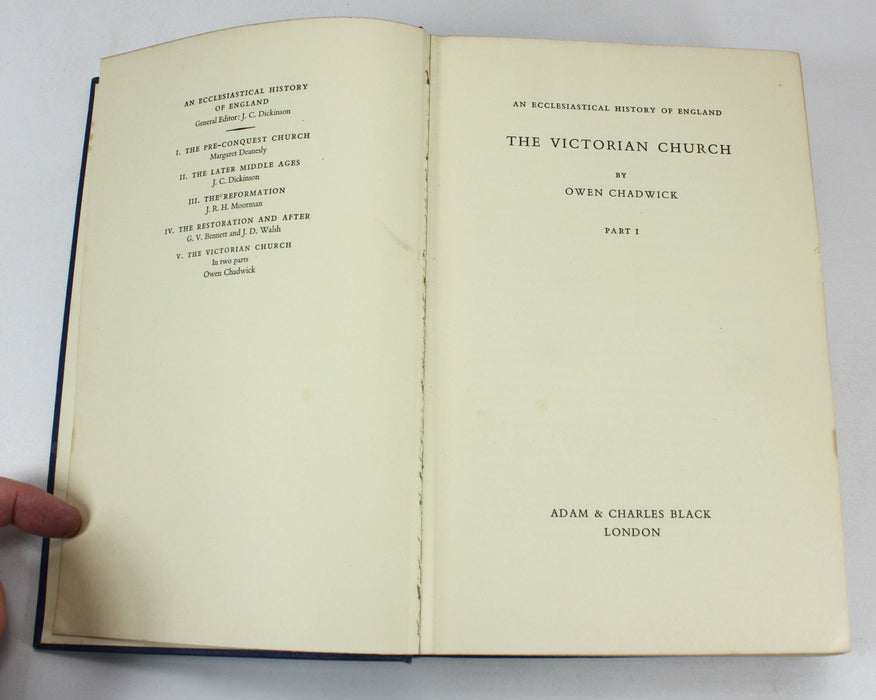 AN ECCLESIASTICAL HISTORY
OF ENGLAND
General Editor: J. C. Dickinson
I. THE PRE-CONQUEST CHURCH
Margaret Deanesly
II. THE LATER MIDDLE AGES
J. C. Dickinson
III. THE REFORMATION
J. R. H. Moorman
IV. THE RESTORATION AND AFTER
G. V. Bennett and J. D. Walsh
V. THE VICTORIAN CHURCH
In two parts
Owen Chadwick
AN ECCLESIASTICAL HISTORY OF ENGLAND
THE VICTORIAN CHURCH
BY
OWEN CHADWICK
PART I
ADAM & CHARLES BLACK
LONDON